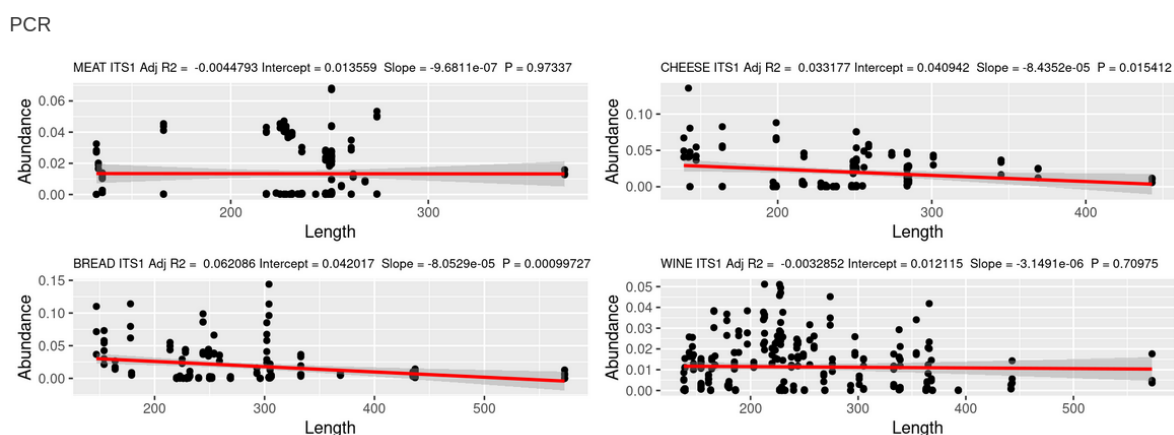 PCR
MEAT ITS1 Adj R2 = -0.0044793 Intercept = 0.013559 Slope = -9.6811e-07 P = 0.97337
Abundance
0.06
0.04
0.02
0.00
200 300
Length
CHEESE ITS1 Adj R2 = 0.033177 Intercept = 0.040942 Slope = -8.4352e-05 P = 0.015412
Abundance
0.10
0.05
0.00
200 300 400
Length
BREAD ITS1 Adj R2 = 0.062086 Intercept = 0.042017 Slope = -8.0529e-05 P = 0.00099727
Abundance
0.15
0.10
0.05
0.00
200 300 400 500
Length
WINE ITS1 Adj R2 = -0.0032852 Intercept = 0.012115 Slope = -3.1491e-06 P = 0.70975
Abundance
0.05
0.04
0.03
0.02
0.01
0.00
200 300 400 500
Length